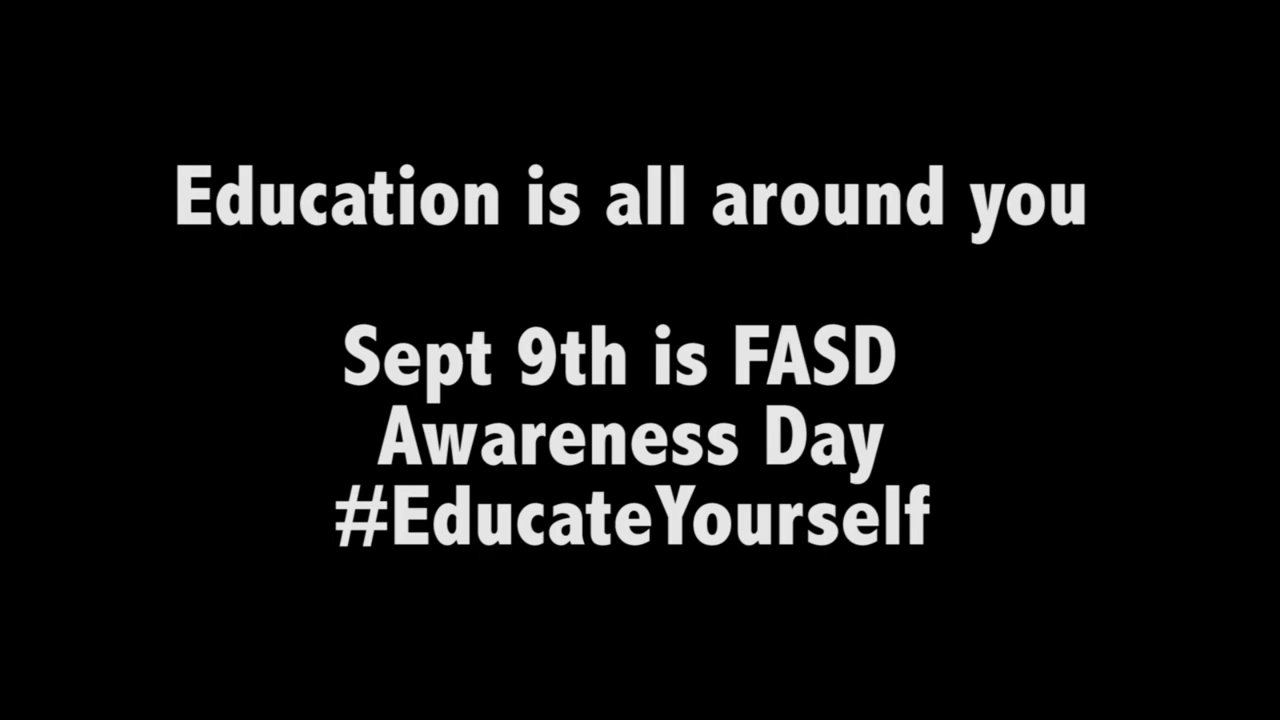 Education is all around you
Sept 9th is FASD
Awareness Day
#EducateYourself